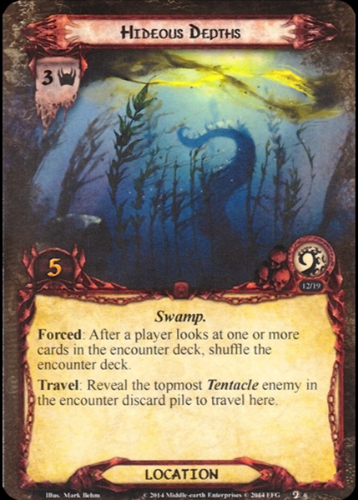 Hideous Depths
3
5
12/19
Swamp.
Forced: After a player looks at one or more
cards in the encounter deck, shuffle the
encounter deck.
Travel: Reveal the topmost Tentacle enemy in
the encounter discard pile to travel here.
LOCATION
Illus. Mark Behm © 2014 Middle-earth Enterprises © 2014 FFG 6